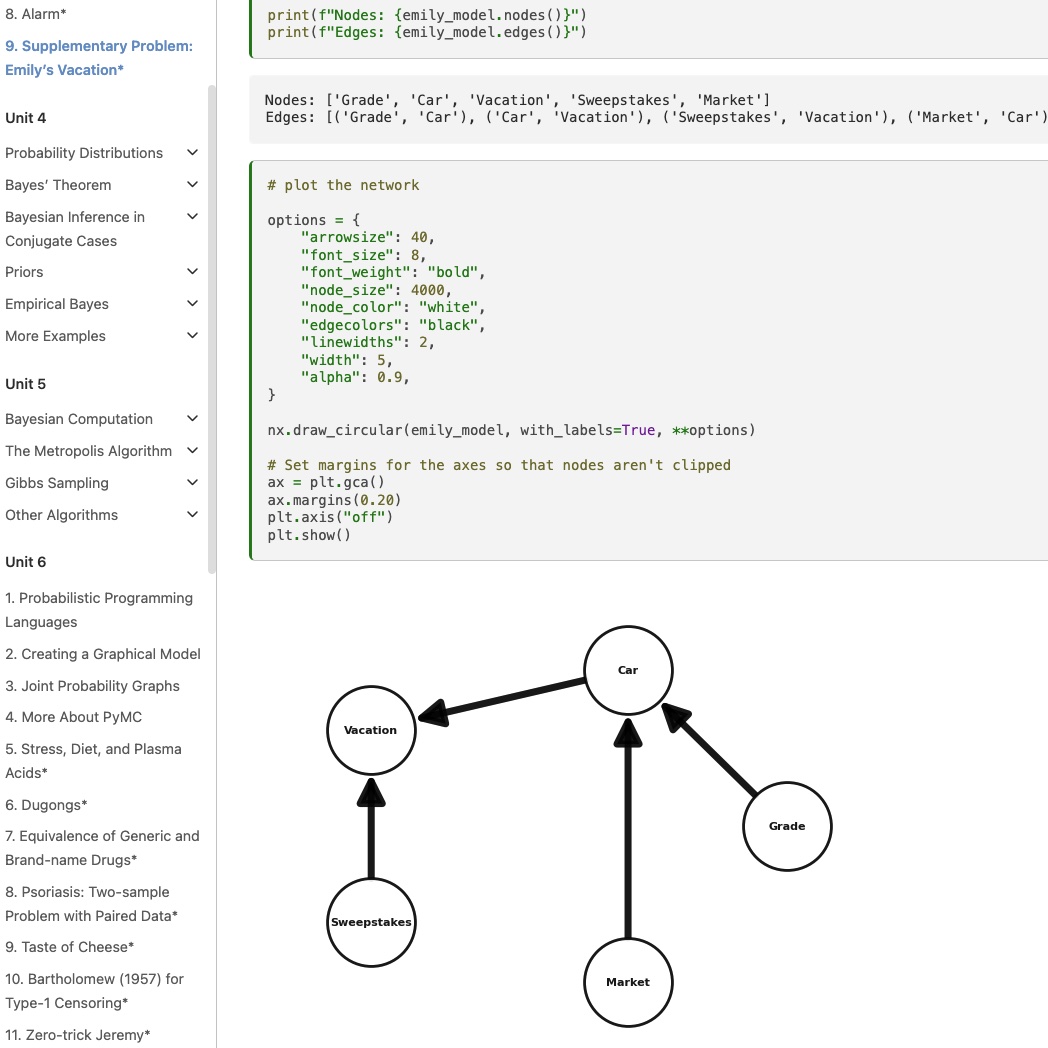 8. Alarm*
9. Supplementary Problem:
Emily’s Vacation*
Unit 4
Probability Distributions
Bayes’ Theorem
Bayesian Inference in
Conjugate Cases
Priors
Empirical Bayes
More Examples
Unit 5
Bayesian Computation
The Metropolis Algorithm
Gibbs Sampling
Other Algorithms
Unit 6
1. Probabilistic Programming
Languages
2. Creating a Graphical Model
3. Joint Probability Graphs
4. More About PyMC
5. Stress, Diet, and Plasma
Acids*
6. Dugongs*
7. Equivalence of Generic and
Brand-name Drugs*
8. Psoriasis: Two-sample
Problem with Paired Data*
9. Taste of Cheese*
10. Bartholomew (1957) for
Type-1 Censoring*
11. Zero-trick Jeremy*
print(f"Nodes: {emily_model.nodes()}")
print(f"Edges: {emily_model.edges()}")
Nodes: ['Grade', 'Car', 'Vacation', 'Sweepstakes', 'Market']
Edges: [('Grade', 'Car'), ('Car', 'Vacation'), ('Sweepstakes', 'Vacation'), ('Market', 'Car')
# plot the network
options = {
    "arrowsize": 40,
    "font_size": 8,
    "font_weight": "bold",
    "node_size": 4000,
    "node_color": "white",
    "edgecolors": "black",
    "linewidths": 2,
    "width": 5,
    "alpha": 0.9,
}
nx.draw_circular(emily_model, with_labels=True, **options)
# Set margins for the axes so that nodes aren't clipped
ax = plt.gca()
ax.margins(0.20)
plt.axis("off")
plt.show()
Car
Vacation
Grade
Sweepstakes
Market